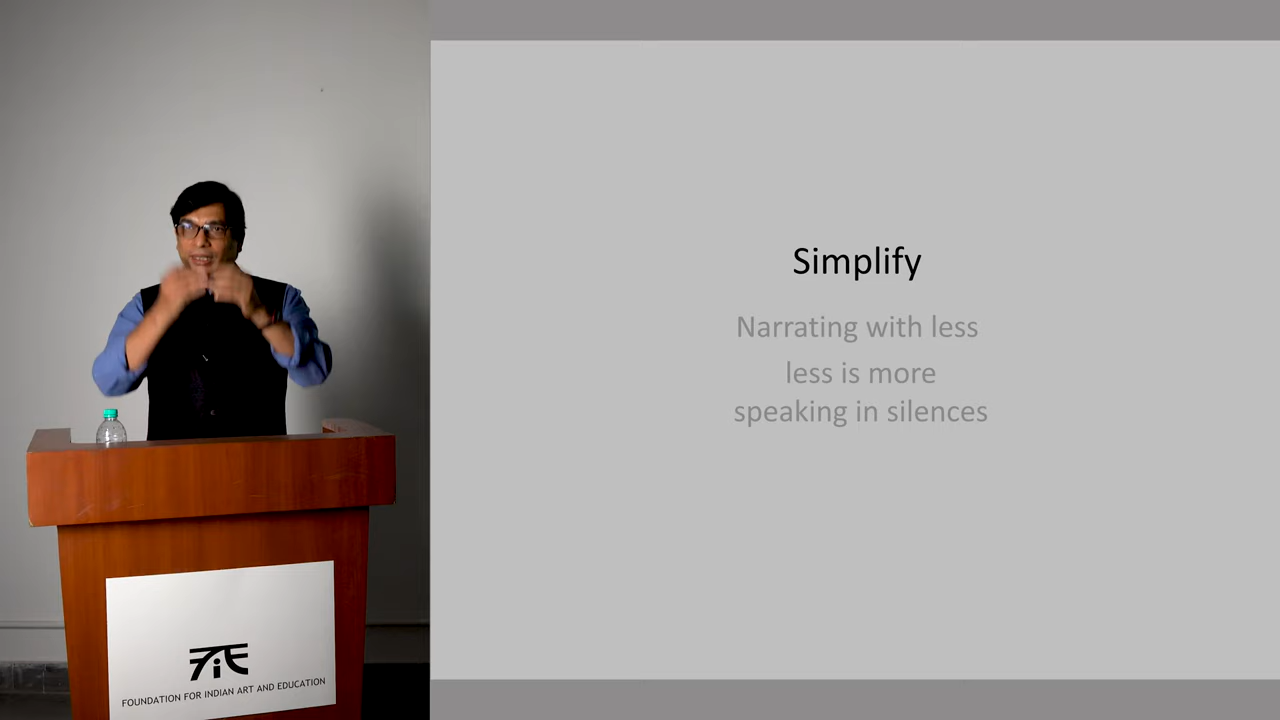 Simplify
Narrating with less
less is more
speaking in silences
FiE
FOUNDATION FOR INDIAN ART AND EDUCATION